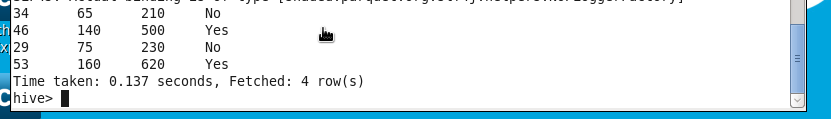 34 65 210 No
46 140 500 Yes
29 75 230 No
53 160 620 Yes
Time taken: 0.137 seconds, Fetched: 4 row(s)
hive>